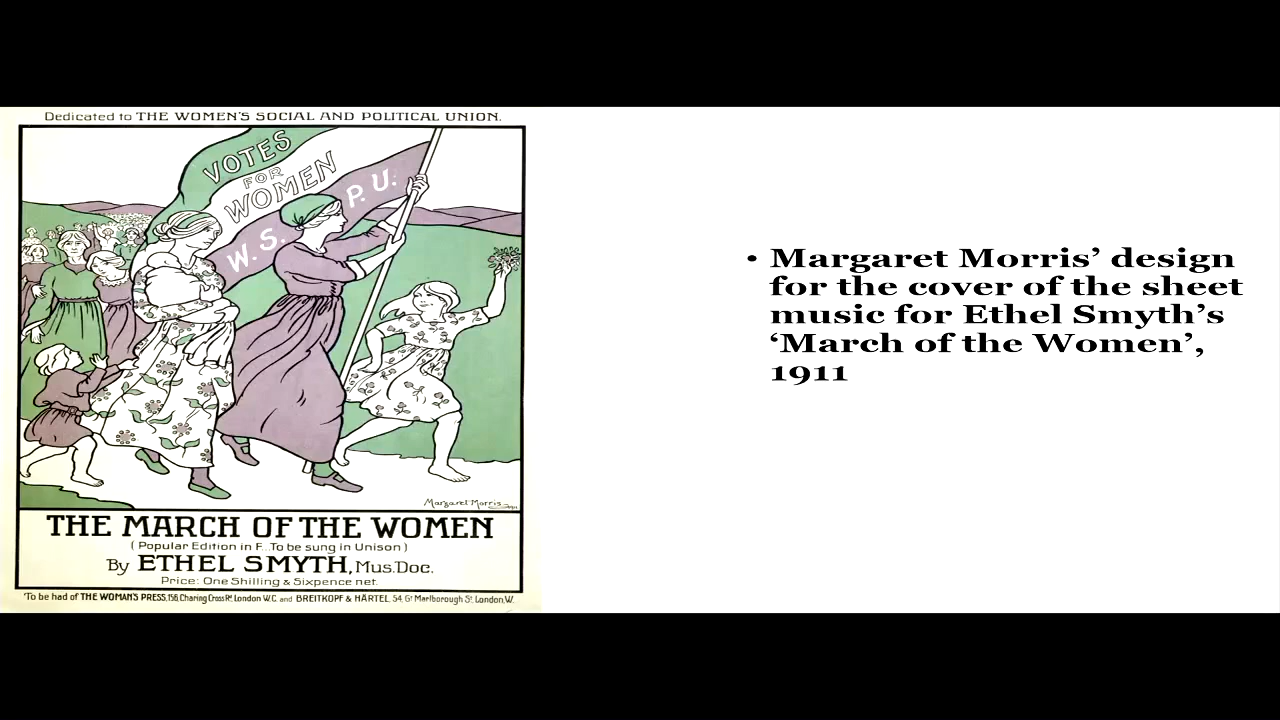 Dedicated to THE WOMEN'S SOCIAL AND POLITICAL UNION.
VOTES
FOR
WOMEN
W. S. P. U.
Margaret Morris
THE MARCH OF THE WOMEN
(Popular Edition in F... To be sung in Unison)
By ETHEL SMYTH, Mus.Doc.
Price: One Shilling & Sixpence net.
To be had of THE WOMAN'S PRESS, 156, Charing Cross Rd. London W.C. and BREITKOPF & HÄRTEL, 54, Gt Marlborough St. London, W.
• Margaret Morris’ design
for the cover of the sheet
music for Ethel Smyth’s
‘March of the Women’,
1911